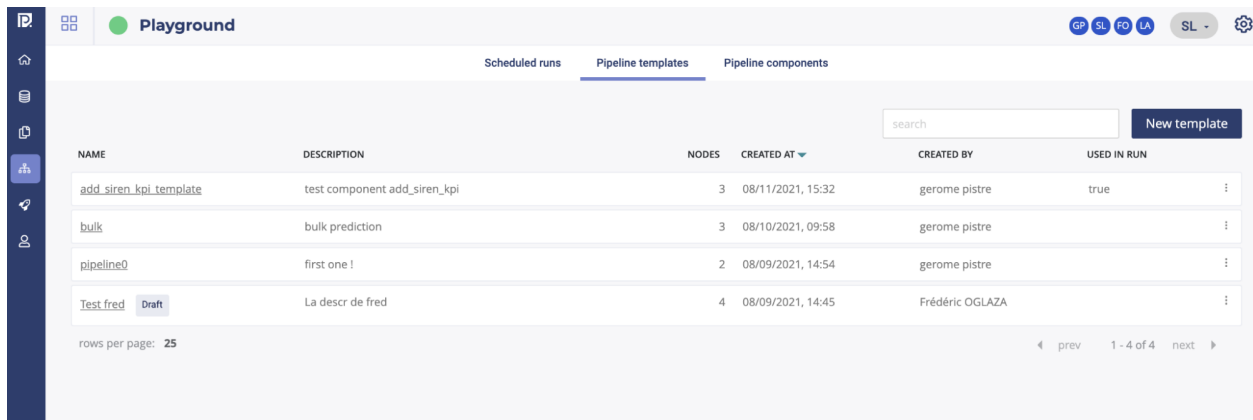 P. Playground GP SL FO LA SL
Scheduled runs Pipeline templates Pipeline components
search New template
NAME DESCRIPTION NODES CREATED AT CREATED BY USED IN RUN
add_siren_kpi_template test component add_siren_kpi 3 08/11/2021, 15:32 gerome pistre true
bulk bulk prediction 3 08/10/2021, 09:58 gerome pistre
pipeline0 first one ! 2 08/09/2021, 14:54 gerome pistre
Test fred Draft La descr de fred 4 08/09/2021, 14:45 Frédéric OGLAZA
rows per page: 25 prev 1 - 4 of 4 next